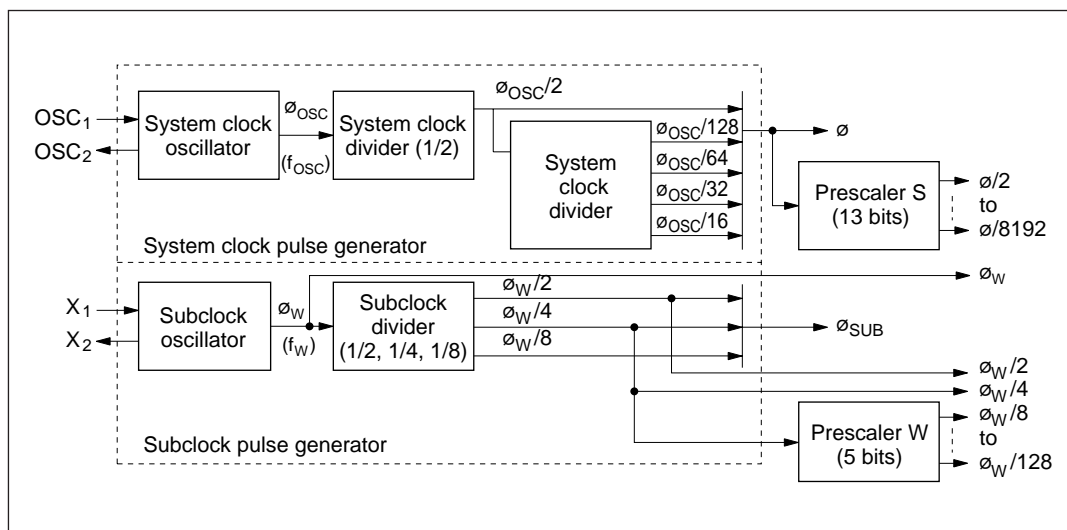 OSC1
OSC2
System clock
oscillator
øOSC
(fOSC)
System clock
divider (1/2)
øOSC/2
System
clock
divider
øOSC/128
øOSC/64
øOSC/32
øOSC/16
ø
Prescaler S
(13 bits)
ø/2
to
ø/8192
System clock pulse generator
X1
X2
Subclock
oscillator
øW
(fW)
Subclock
divider
(1/2, 1/4, 1/8)
øW/2
øW/4
øW/8
øW
øSUB
øW/2
øW/4
Prescaler W
(5 bits)
øW/8
to
øW/128
Subclock pulse generator